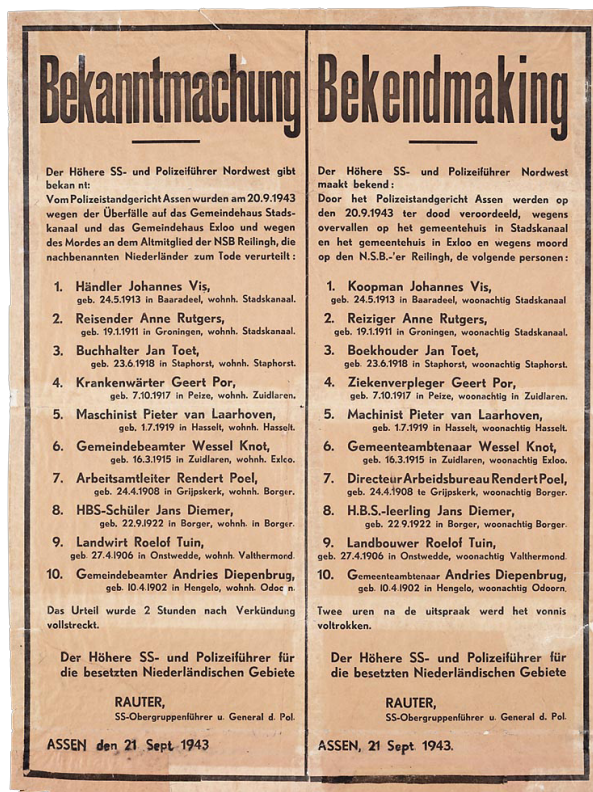 Bekanntmachung
Der Höhere SS- und Polizeiführer Nordwest gibt
bekan nt:
Vom Polizeistandgericht Assen wurden am 20.9.1943
wegen der Überfälle auf das Gemeindehaus Stads-
kanaal und das Gemeindehaus Exloo und wegen
des Mordes an dem Altmitglied der NSB Reilingh, die
nachbenannten Niederländer zum Tode verurteilt:
1. Händler Johannes Vis,
geb. 24.5.1913 in Baaradeel, wohnh. Stadskanaal.
2. Reisender Anne Rutgers,
geb. 19.1.1911 in Groningen, wohnh. Stadskanaal.
3. Buchhalter Jan Toet,
geb. 23.6.1918 in Staphorst, wohnh. Staphorst.
4. Krankenwärter Geert Por,
geb. 7.10.1917 in Peize, wohnh. Zuidlaren.
5. Maschinist Pieter van Laarhoven,
geb. 1.7.1919 in Hasselt, wohnh. Hasselt.
6. Gemeindebeamter Wessel Knot,
geb. 16.3.1915 in Zuidlaren, wohnh. Exloo.
7. Arbeitsamtleiter Rendert Poel,
geb. 24.4.1908 in Grijpskerk, wohnh. Borger.
8. HBS-Schüler Jans Diemer,
geb. 22.9.1922 in Borger, wohnh. in Borger.
9. Landwirt Roelof Tuin,
geb. 27.4.1906 in Onstwedde, wohnh. Valthermond.
10. Gemeindebeamter Andries Diepenbrug,
geb. 10.4.1902 in Hengelo, wohnh. Odoorn.
Das Urteil wurde 2 Stunden nach Verkündung
vollstreckt.
Der Höhere SS- und Polizeiführer für
die besetzten Niederländischen Gebiete
RAUTER,
SS-Obergruppenführer u. General d. Pol.
ASSEN den 21 Sept. 1943
Bekendmaking
Der Höhere SS- und Polizeiführer Nordwest
maakt bekend:
Door het Polizeistandgericht Assen werden op
den 20.9.1943 ter dood veroordeeld, wegens
overvallen op het gemeentehuis in Stadskanaal
en het gemeentehuis in Exloo en wegens moord
op den N.S.B.-'er Reilingh, de volgende personen:
1. Koopman Johannes Vis,
geb. 24.5.1913 in Baaradeel, woonachtig Stadskanaal
2. Reiziger Anne Rutgers,
geb. 19.1.1911 in Groningen, woonachtig Stadskanaal.
3. Boekhouder Jan Toet,
geb. 23.6.1918 in Staphorst, woonachtig Staphorst.
4. Ziekenverpleger Geert Por,
geb. 7.10.1917 in Peize, woonachtig in Zuidlaren.
5. Machinist Pieter van Laarhoven,
geb. 1.7.1919 in Hasselt, woonachtig Hasselt.
6. Gemeenteambtenaar Wessel Knot,
geb. 16.3.1915 in Zuidlaren, woonachtig Exloo.
7. Directeur Arbeidsbureau Rendert Poel,
geb. 24.4.1908 te Grijpskerk, woonachtig Borger.
8. H.B.S.-leerling Jans Diemer,
geb. 22 9.1922 in Borger, woonachtig Borger.
9. Landbouwer Roelof Tuin,
geb. 27.4.1906 in Onstwedde, woonachtig Valthermond.
10. Gemeenteambtenaar Andries Diepenbrug,
geb. 10.4.1902 in Hengelo, woonachtig Odoorn.
Twee uren na de uitspraak werd het vonnis
voltrokken.
Der Höhere SS- und Polizeiführer für
die besetzten Niederländischen Gebiete
RAUTER,
SS-Obergruppenführer u. General d. Pol.
ASSEN, 21 Sept. 1943.